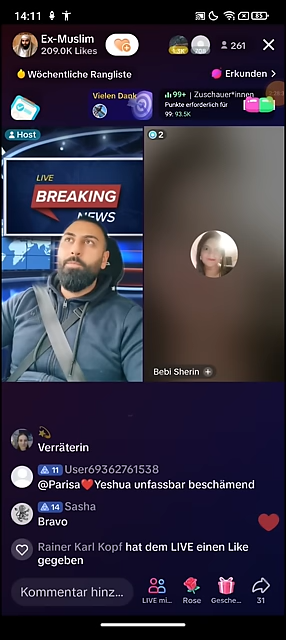 14:11
85
Ex-Muslim
209.0K Likes
261
Wöchentliche Rangliste
Erkunden >
Vielen Dank
99+ | Zuschauer*innen
Punkte erforderlich für
99: 93.5K
Host
2
LIVE
BREAKING
NEWS
Bebi Sherin +
Verräterin
11 User69362761538
@Parisa❤️Yeshua unfassbar beschämend
14 Sasha
Bravo
Rainer Karl Kopf hat dem LIVE einen Like
gegeben
Kommentar hinz...
LIVE mi...
Rose
Gesche...
31